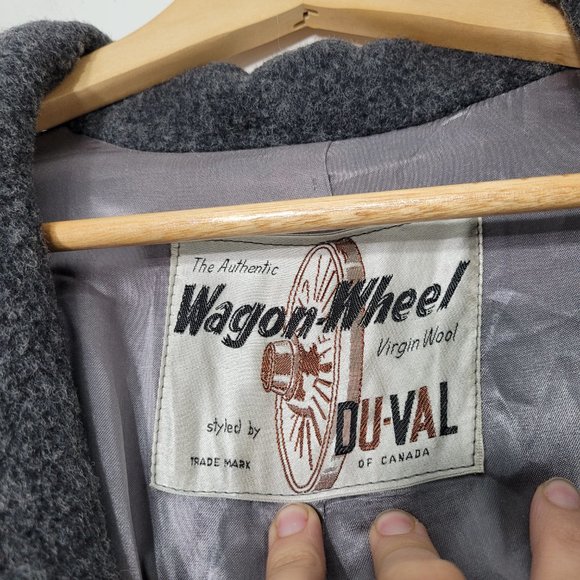 The Authentic
Wagon-Wheel
Virgin Wool
styled by DU-VAL
TRADE MARK OF CANADA